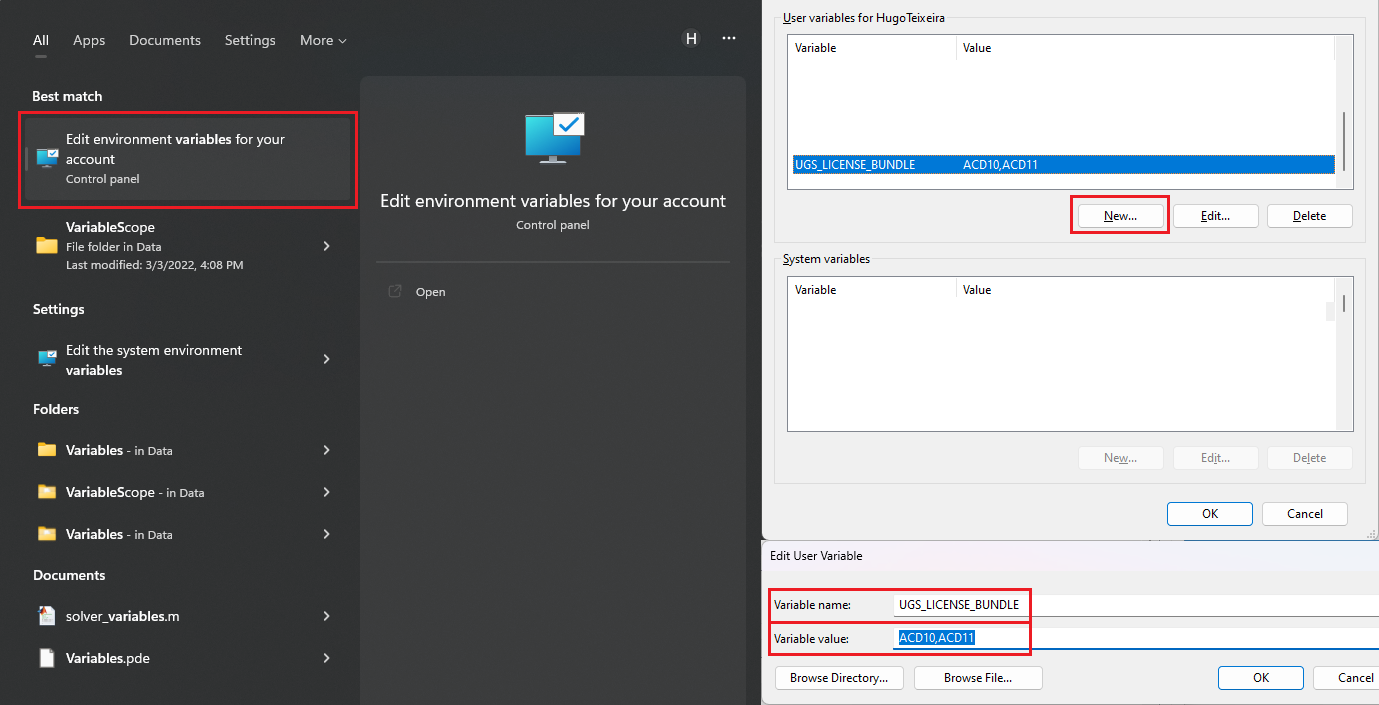 All Apps Documents Settings More H ...
Best match
Edit environment variables for your
account
Control panel
VariableScope
File folder in Data
Last modified: 3/3/2022, 4:08 PM
Settings
Edit the system environment
variables
Folders
Variables - in Data
VariableScope - in Data
Variables - in Data
Documents
solver_variables.m
Variables.pde
Edit environment variables for your account
Control panel
Open
User variables for HugoTeixeira
Variable Value
UGS_LICENSE_BUNDLE ACD10,ACD11
New... Edit... Delete
System variables
Variable Value
New... Edit... Delete
OK Cancel
Edit User Variable
Variable name: UGS_LICENSE_BUNDLE
Variable value: ACD10,ACD11
Browse Directory... Browse File... OK Cancel